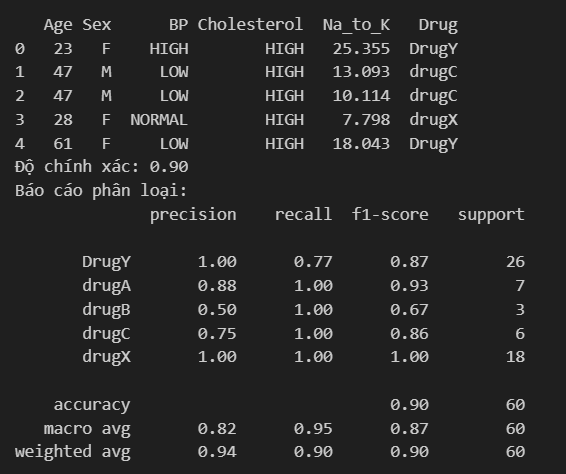 Age Sex BP Cholesterol Na_to_K Drug
0 23 F HIGH HIGH 25.355 DrugY
1 47 M LOW HIGH 13.093 drugC
2 47 M LOW HIGH 10.114 drugC
3 28 F NORMAL HIGH 7.798 drugX
4 61 F LOW HIGH 18.043 DrugY
Độ chính xác: 0.90
Báo cáo phân loại:
precision recall f1-score support
DrugY 1.00 0.77 0.87 26
drugA 0.88 1.00 0.93 7
drugB 0.50 1.00 0.67 3
drugC 0.75 1.00 0.86 6
drugX 1.00 1.00 1.00 18
accuracy 0.90 60
macro avg 0.82 0.95 0.87 60
weighted avg 0.94 0.90 0.90 60